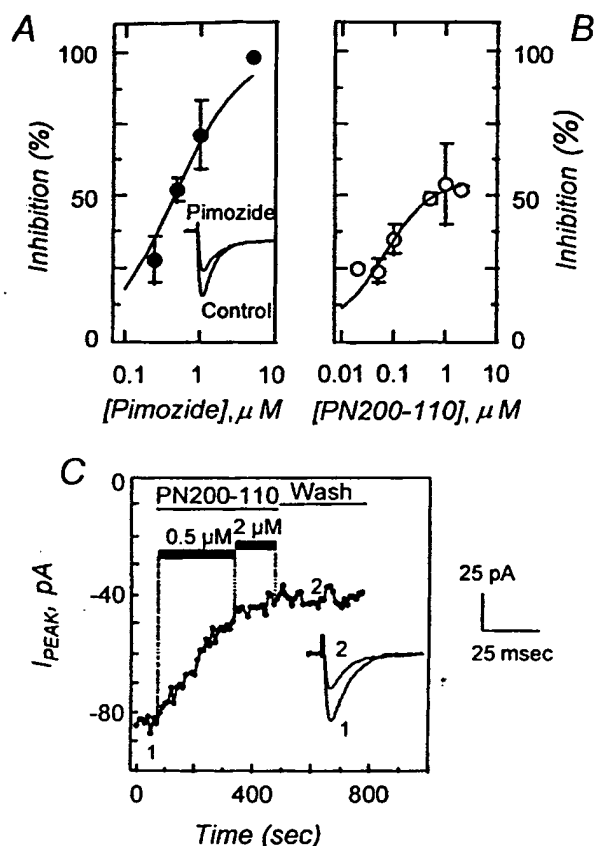 A
B
100
50
0
Inhibition (%)
Pimozide
Control
0.1 1 10
[Pimozide], μM
100
50
0
Inhibition (%)
0.01 0.1 1 10
[PN200-110], μM
C
0
-40
-80
I PEAK, pA
PN200-110 Wash
0.5 μM 2 μM
1
2
2
1
0 400 800
Time (sec)
25 pA
25 msec